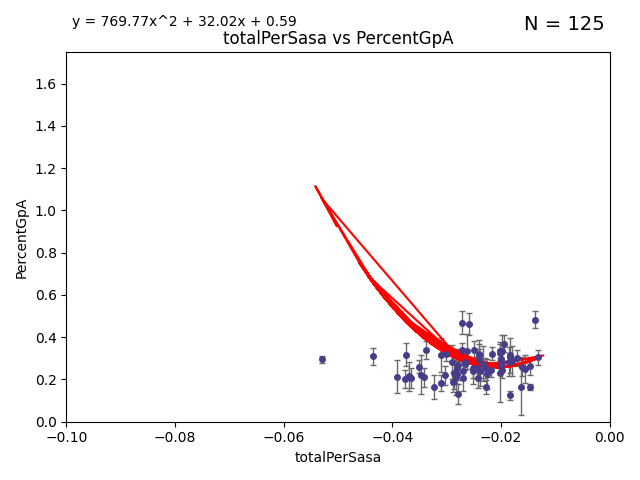 y = 769.77x^2 + 32.02x + 0.59
N = 125
totalPerSasa vs PercentGpA
PercentGpA
1.6
1.4
1.2
1.0
0.8
0.6
0.4
0.2
0.0
−0.10 −0.08 −0.06 −0.04 −0.02 0.00
totalPerSasa